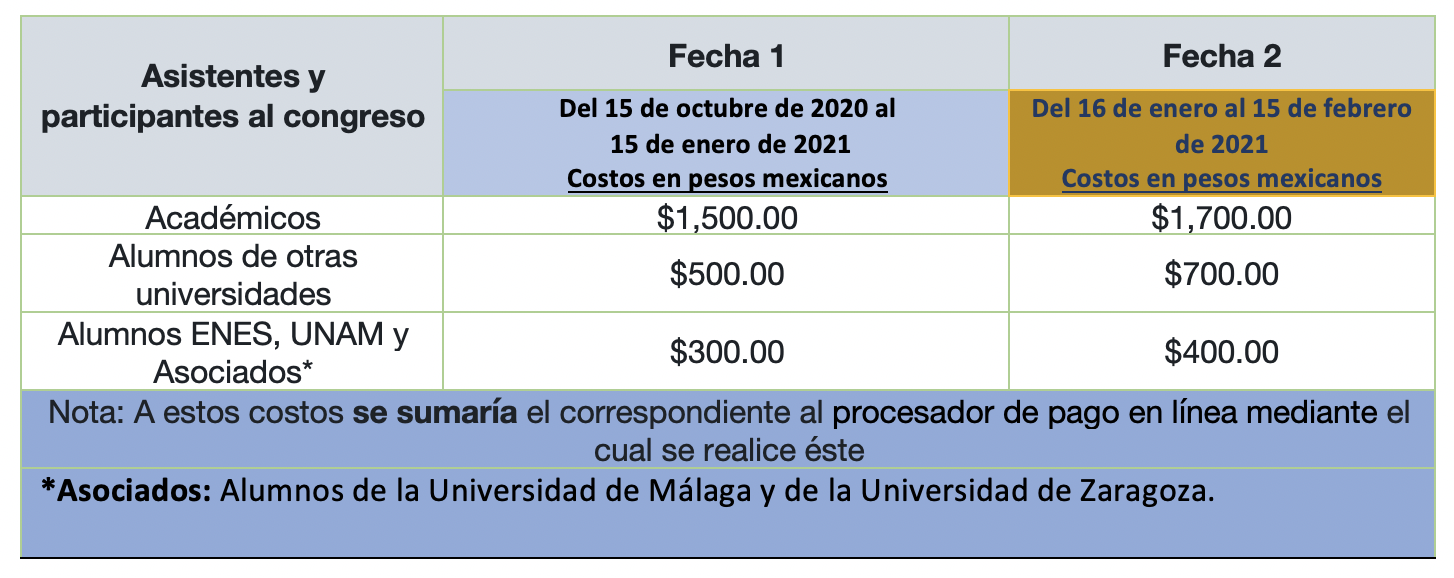 Asistentes y
participantes al congreso
Fecha 1
Fecha 2
Del 15 de octubre de 2020 al
15 de enero de 2021
Costos en pesos mexicanos
Del 16 de enero al 15 de febrero
de 2021
Costos en pesos mexicanos
Académicos
$1,500.00
$1,700.00
Alumnos de otras
universidades
$500.00
$700.00
Alumnos ENES, UNAM y
Asociados*
$300.00
$400.00
Nota: A estos costos se sumaría el correspondiente al procesador de pago en línea mediante el
cual se realice éste
*Asociados: Alumnos de la Universidad de Málaga y de la Universidad de Zaragoza.